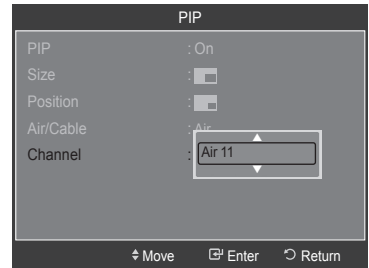 PIP
PIP : On
Size :
Position :
Air/Cable : Air
Channel : Air 11
Move Enter Return